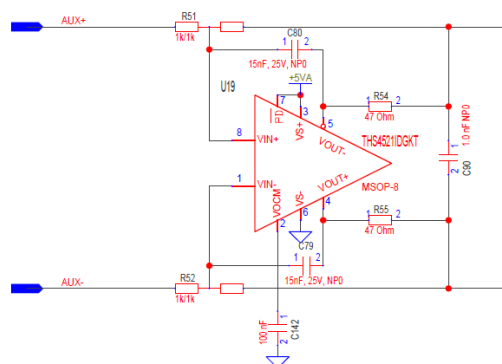 AUX+
R51
1k/1k
C80
1 2
15nF, 25V, NP0
+5VA
U19
7
3
PD
VS+
8
VIN+
VOUT-
5
1
R54
2
47 Ohm
THS4521IDGKT
1
1.0 nF NP0
C90
2
1
VIN-
VOCM
VS-
VOUT+
MSOP-8
2
6
4
1
R55
2
47 Ohm
C79
1 2
15nF, 25V, NP0
AUX-
R52
1k/1k
100 nF
1
2
C142